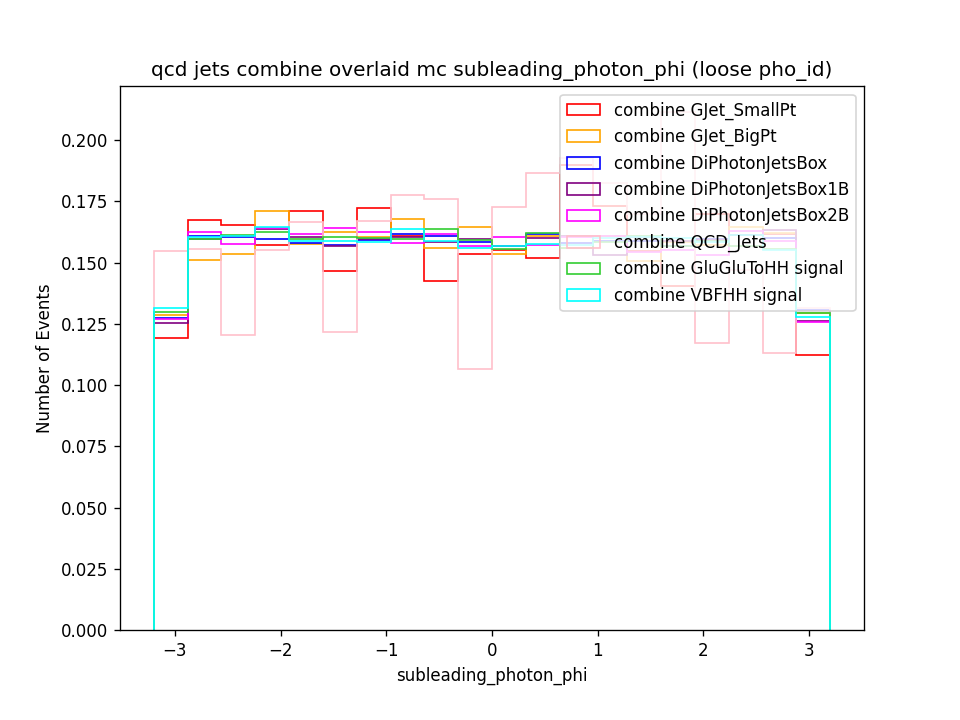 qcd jets combine overlaid mc subleading_photon_phi (loose pho_id)
combine GJet_SmallPt
combine GJet_BigPt
combine DiPhotonJetsBox
combine DiPhotonJetsBox1B
combine DiPhotonJetsBox2B
combine QCD_Jets
combine GluGluToHH signal
combine VBFHH signal
Number of Events
0.200
0.175
0.150
0.125
0.100
0.075
0.050
0.025
0.000
−3 −2 −1 0 1 2 3
subleading_photon_phi